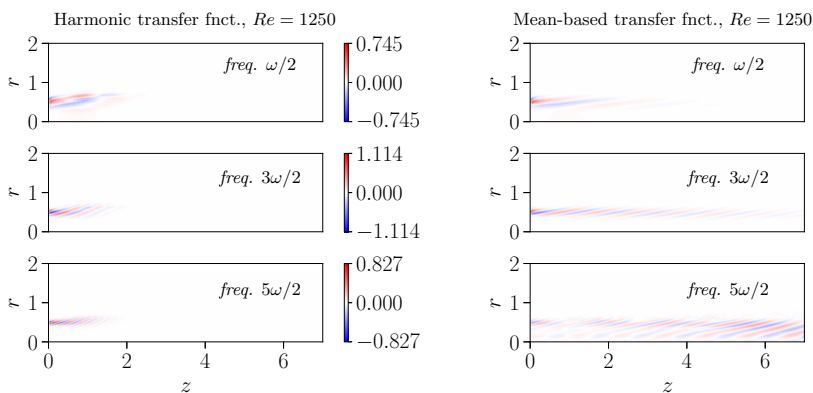 Harmonic transfer fnct., Re = 1250
2
1
0
r
freq. ω/2
0.745
0.000
−0.745
2
1
0
r
freq. 3ω/2
1.114
0.000
−1.114
2
1
0
r
freq. 5ω/2
0.827
0.000
−0.827
0 2 4 6
z
Mean-based transfer fnct., Re = 1250
2
1
0
r
freq. ω/2
2
1
0
r
freq. 3ω/2
2
1
0
r
freq. 5ω/2
0 2 4 6
z